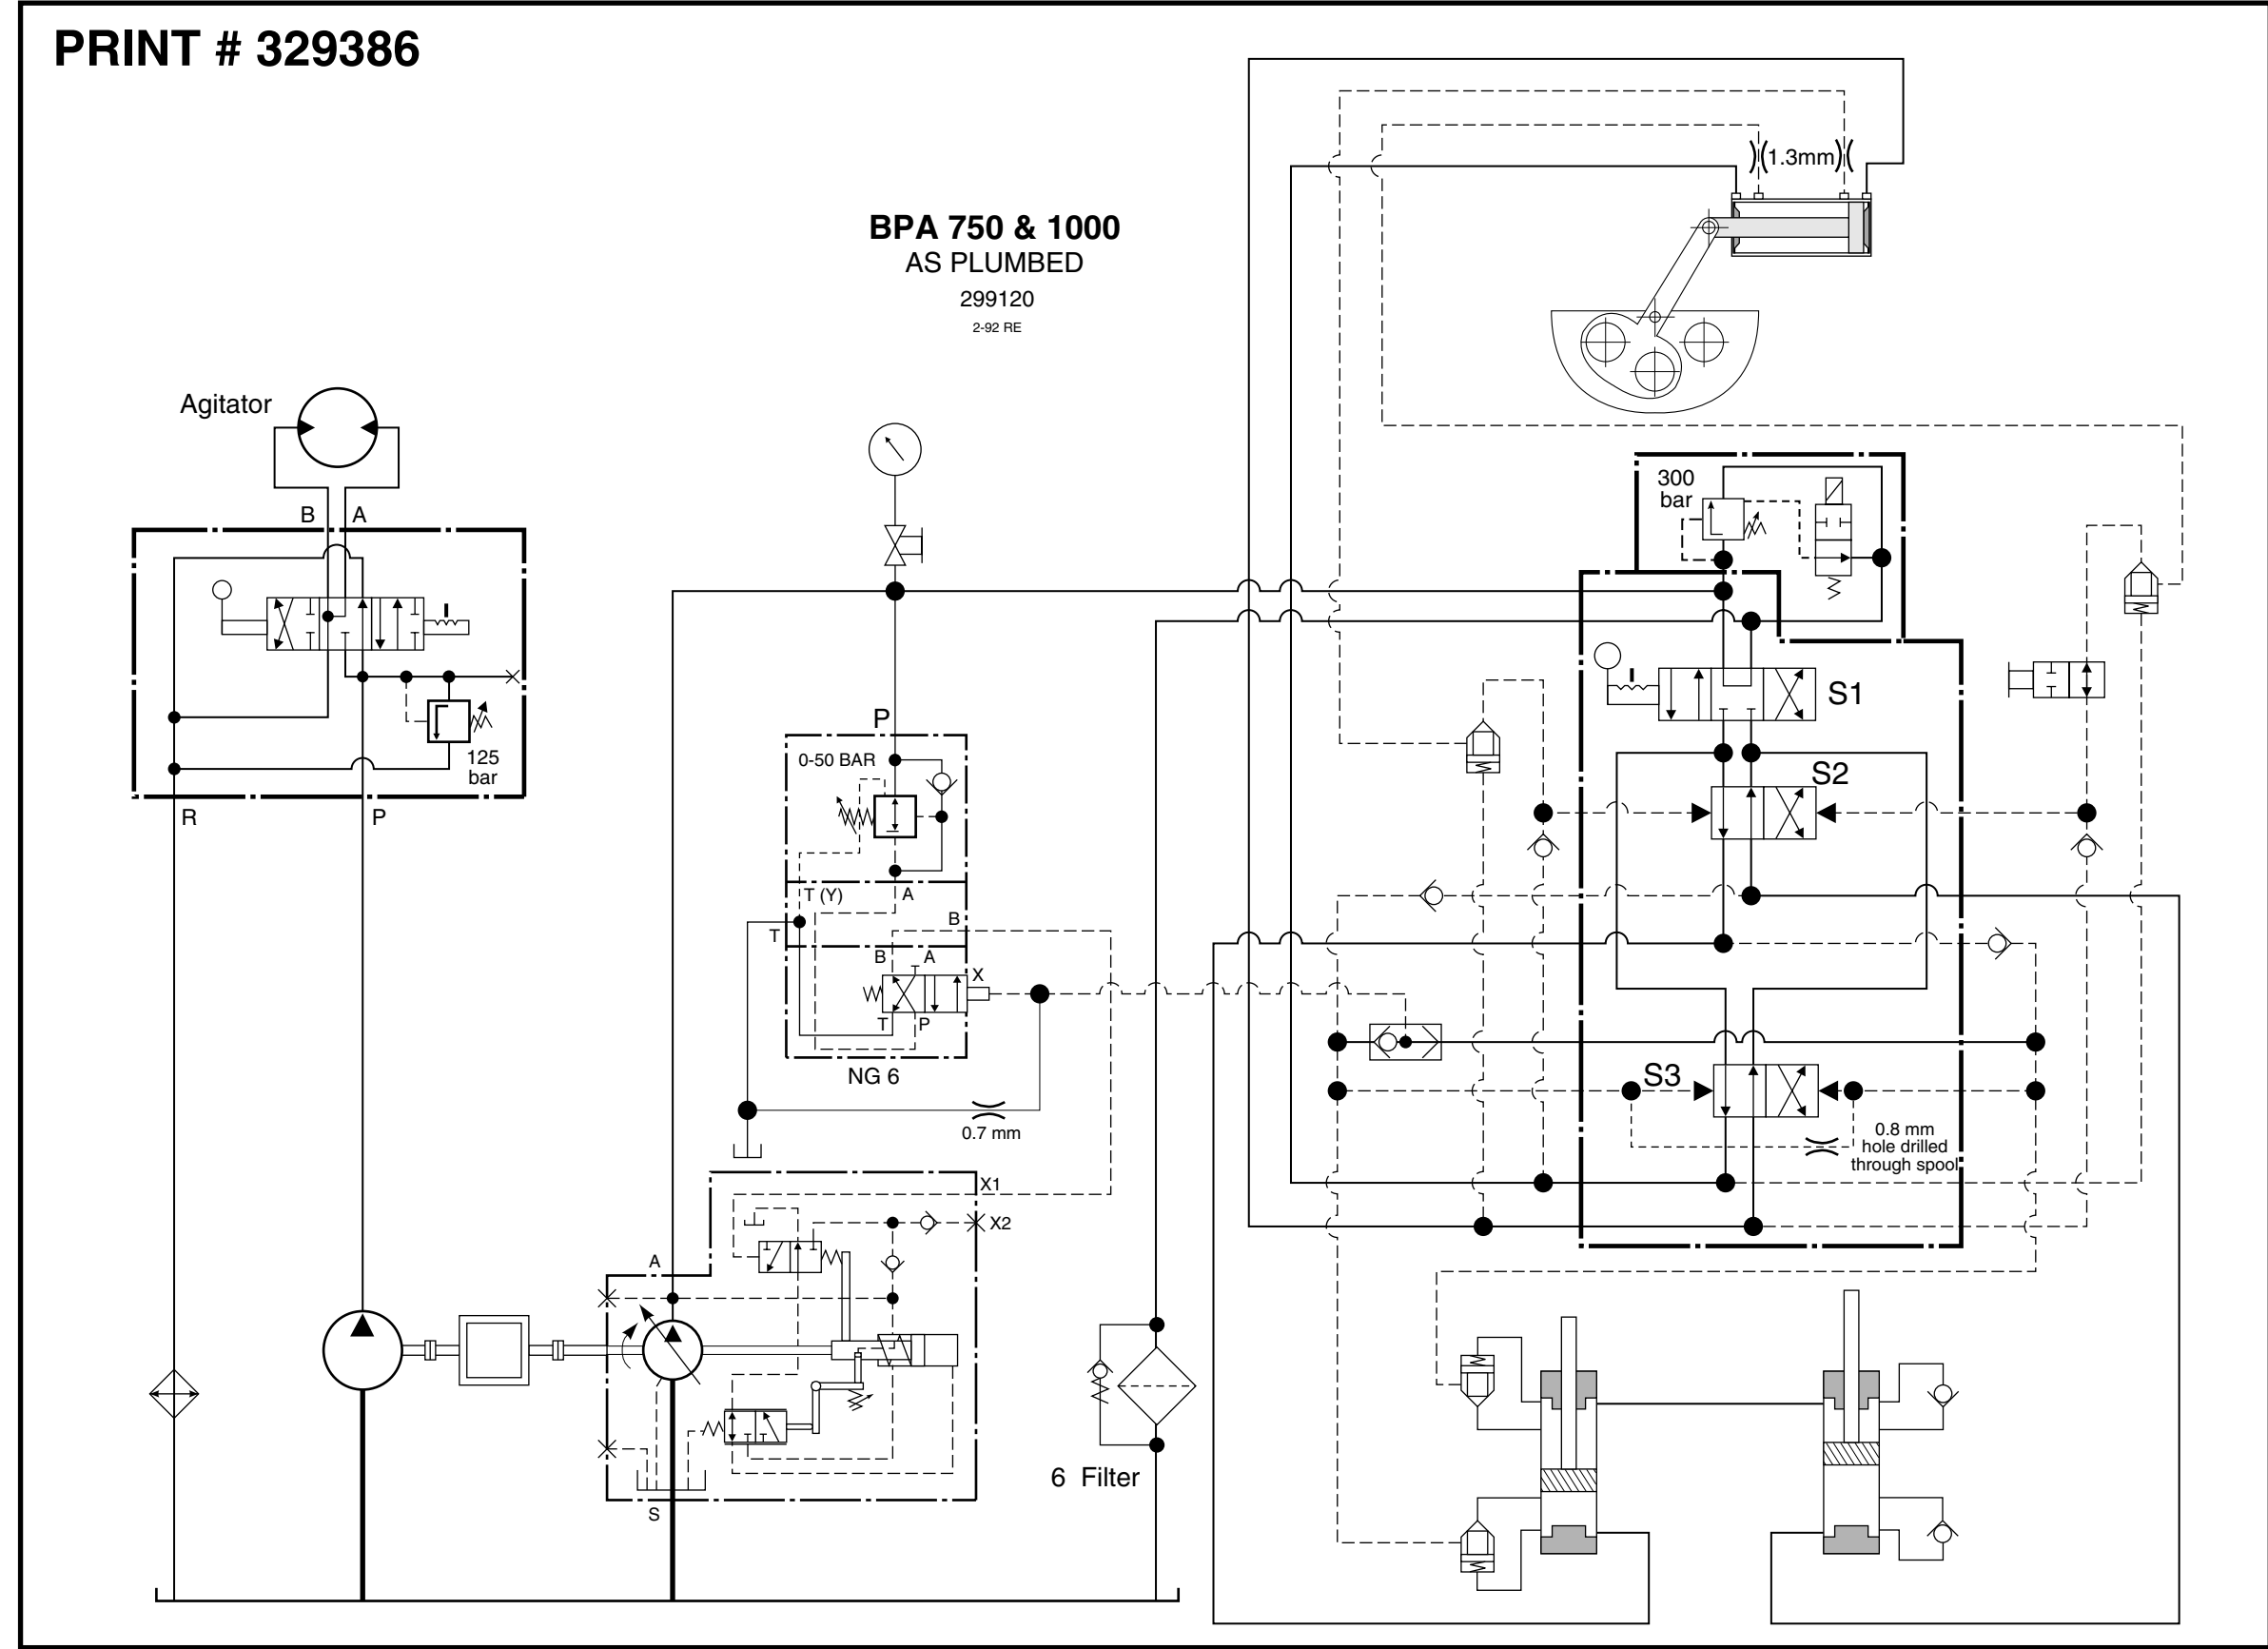 PRINT # 329386
1.3mm
BPA 750 & 1000
AS PLUMBED
299120
2-92 RE
Agitator
B
A
300
bar
S1
P
0-50 BAR
S2
125
bar
R
P
T (Y)
A
B
T
B
A
X
T
P
NG 6
S3
0.7 mm
0.8 mm
hole drilled
through spool
X1
X2
A
6 Filter
S